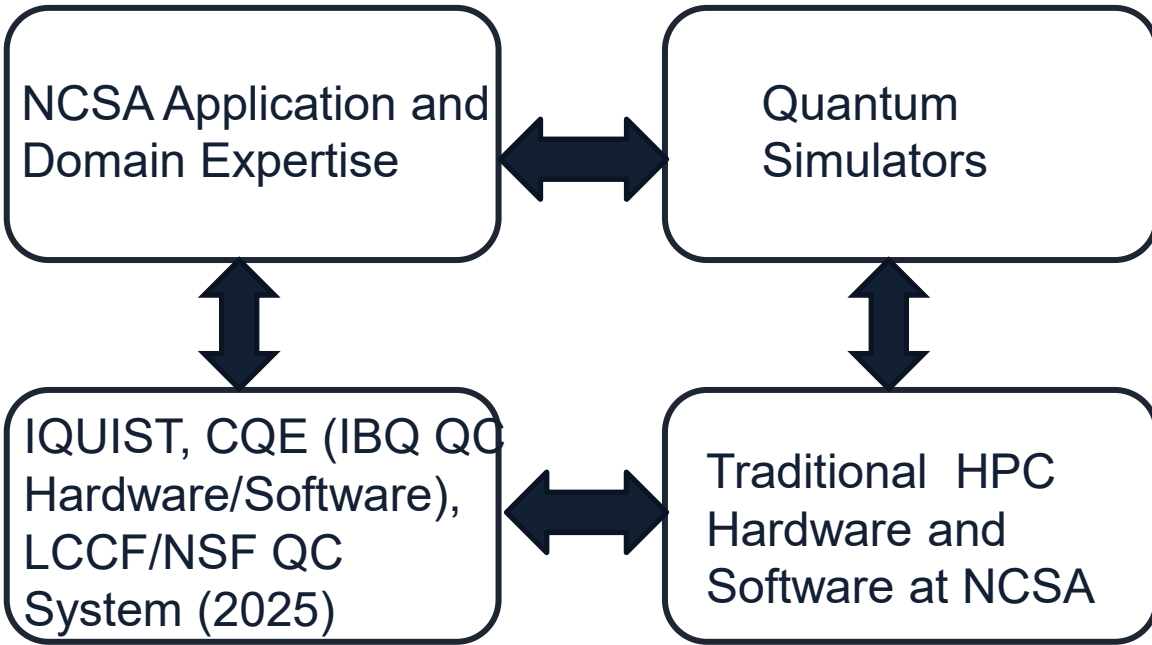 NCSA Application and
Domain Expertise
Quantum
Simulators
IQUIST, CQE (IBQ QC
Hardware/Software),
LCCF/NSF QC
System (2025)
Traditional  HPC
Hardware and
Software at NCSA